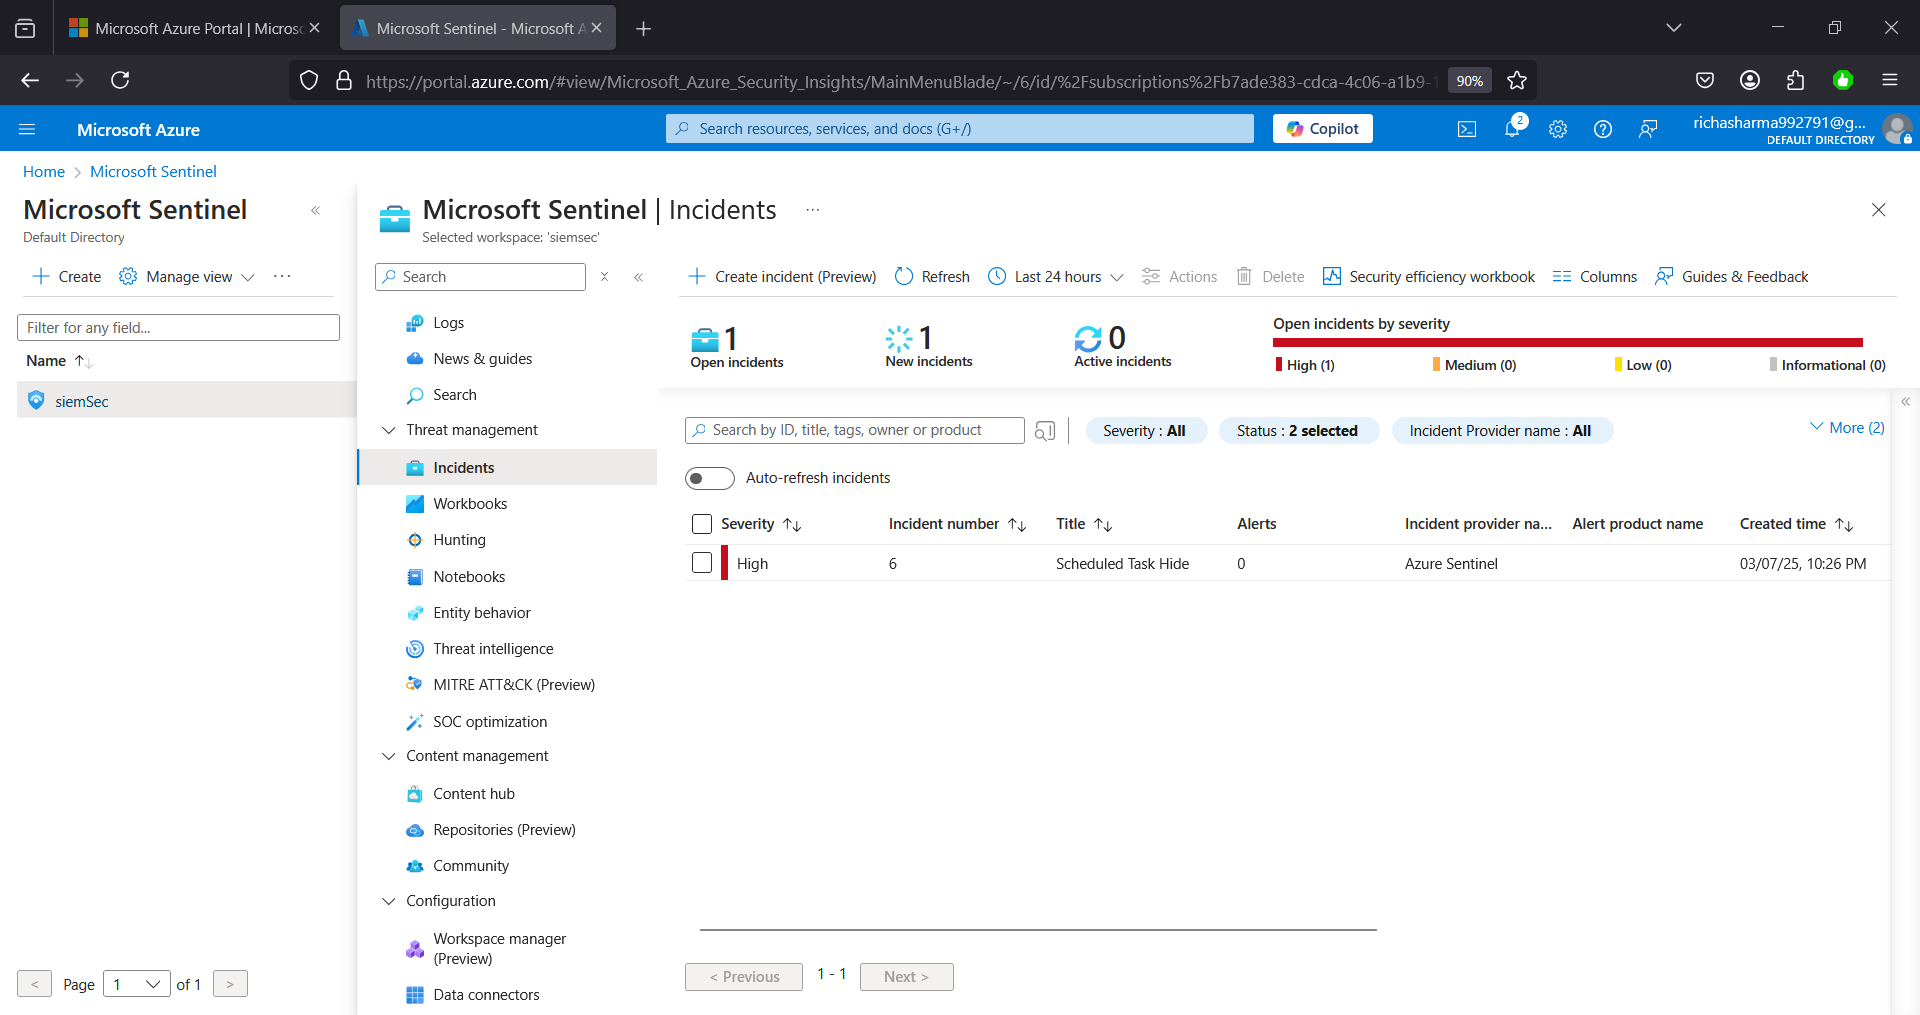 Microsoft Azure Portal | Microsc
Microsoft Sentinel - Microsoft A
https://portal.azure.com/#view/Microsoft_Azure_Security_Insights/MainMenuBlade/~/6/id/%2Fsubscriptions%2Fb7ade383-cdca-4c06-a1b9-1
90%
Microsoft Azure
Search resources, services, and docs (G+/)
Copilot
2
richasharma992791@g...
DEFAULT DIRECTORY
Home > Microsoft Sentinel
Microsoft Sentinel
Default Directory
Create
Manage view
Filter for any field...
Name
siemSec
< Page 1 of 1 >
Microsoft Sentinel | Incidents
Selected workspace: 'siemsec'
Search
Logs
News & guides
Search
Threat management
Incidents
Workbooks
Hunting
Notebooks
Entity behavior
Threat intelligence
MITRE ATT&CK (Preview)
SOC optimization
Content management
Content hub
Repositories (Preview)
Community
Configuration
Workspace manager
(Preview)
Data connectors
Create incident (Preview)
Refresh
Last 24 hours
Actions
Delete
Security efficiency workbook
Columns
Guides & Feedback
1
Open incidents
1
New incidents
0
Active incidents
Open incidents by severity
High (1)
Medium (0)
Low (0)
Informational (0)
Search by ID, title, tags, owner or product
Severity : All
Status : 2 selected
Incident Provider name : All
More (2)
Auto-refresh incidents
Severity Incident number Title Alerts Incident provider na... Alert product name Created time
High 6 Scheduled Task Hide 0 Azure Sentinel 03/07/25, 10:26 PM
< Previous 1 - 1 Next >